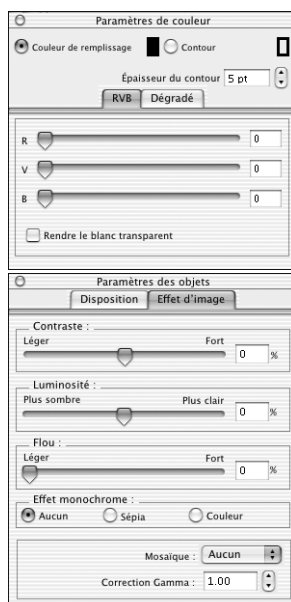 Paramètres de couleur
Couleur de remplissage Contour
Épaisseur du contour 5 pt
RVB Dégradé
R 0
V 0
B 0
Rendre le blanc transparent
Paramètres des objets
Disposition Effet d'image
Contraste :
Léger Fort
0 %
Luminosité :
Plus sombre Plus clair
0 %
Flou :
Léger Fort
0 %
Effet monochrome :
Aucun Sépia Couleur
Mosaïque : Aucun
Correction Gamma : 1.00